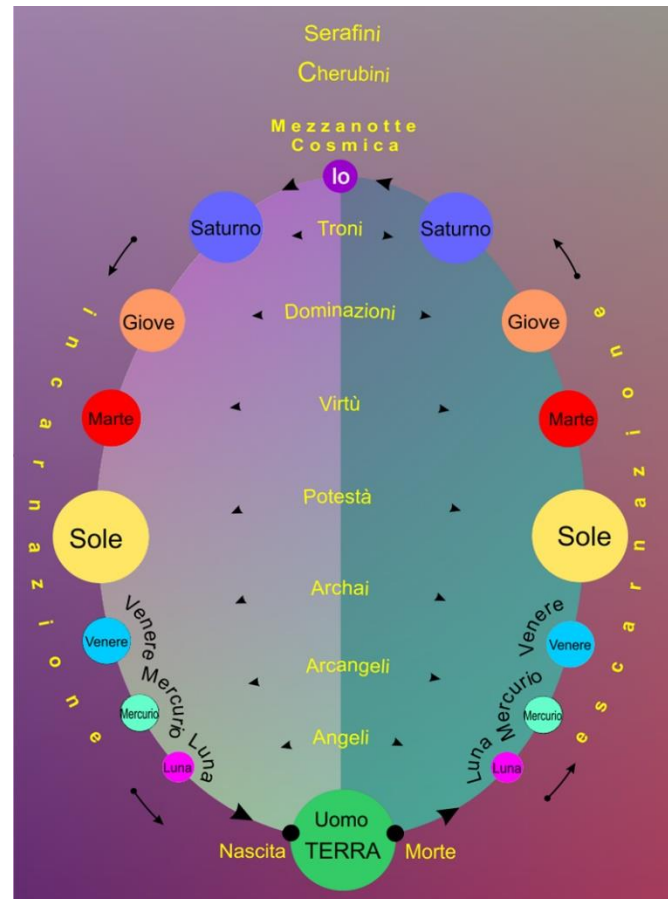 Serafini
Cherubini
Mezzanotte
Cosmica
Io
Saturno
Troni
Saturno
Giove
Dominazioni
Giove
incarnazione
escarnazione
Marte
Virtù
Marte
Sole
Potestà
Sole
Archai
Venere
Venere
Venere
Venere
Arcangeli
Mercurio
Mercurio
Mercurio
Mercurio
Angeli
Luna
Luna
Luna
Luna
Uomo
TERRA
Nascita
Morte